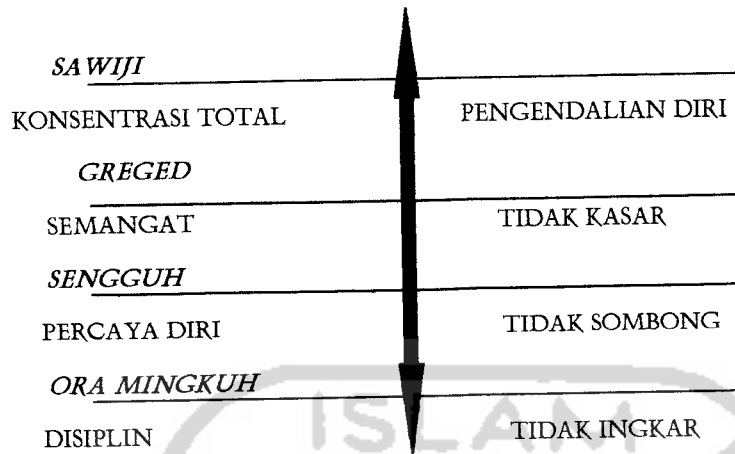 SAWIJI
KONSENTRASI TOTAL PENGENDALIAN DIRI
GREGED
SEMANGAT TIDAK KASAR
SENGGUH
PERCAYA DIRI TIDAK SOMBONG
ORA MINGKUH
ISLAM
DISIPLIN TIDAK INGKAR